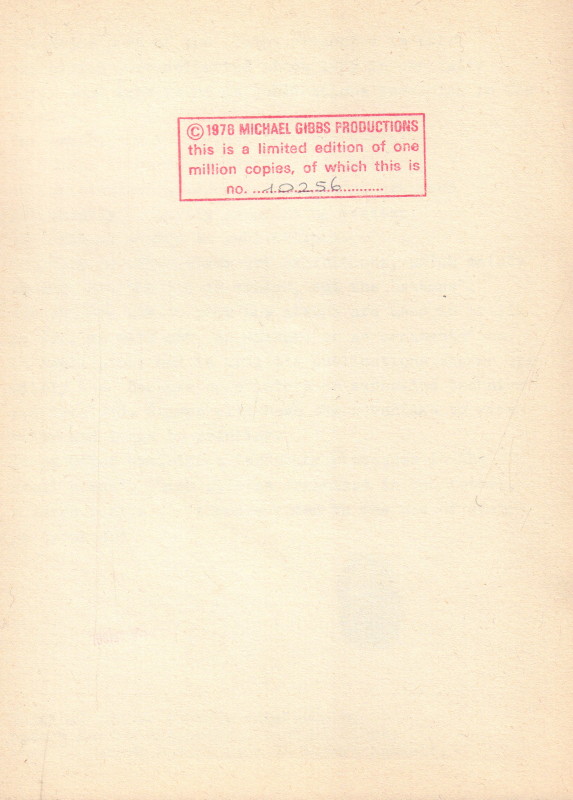 © 1978 MICHAEL GIBBS PRODUCTIONS
this is a limited edition of one
million copies, of which this is
no. ...10256...........